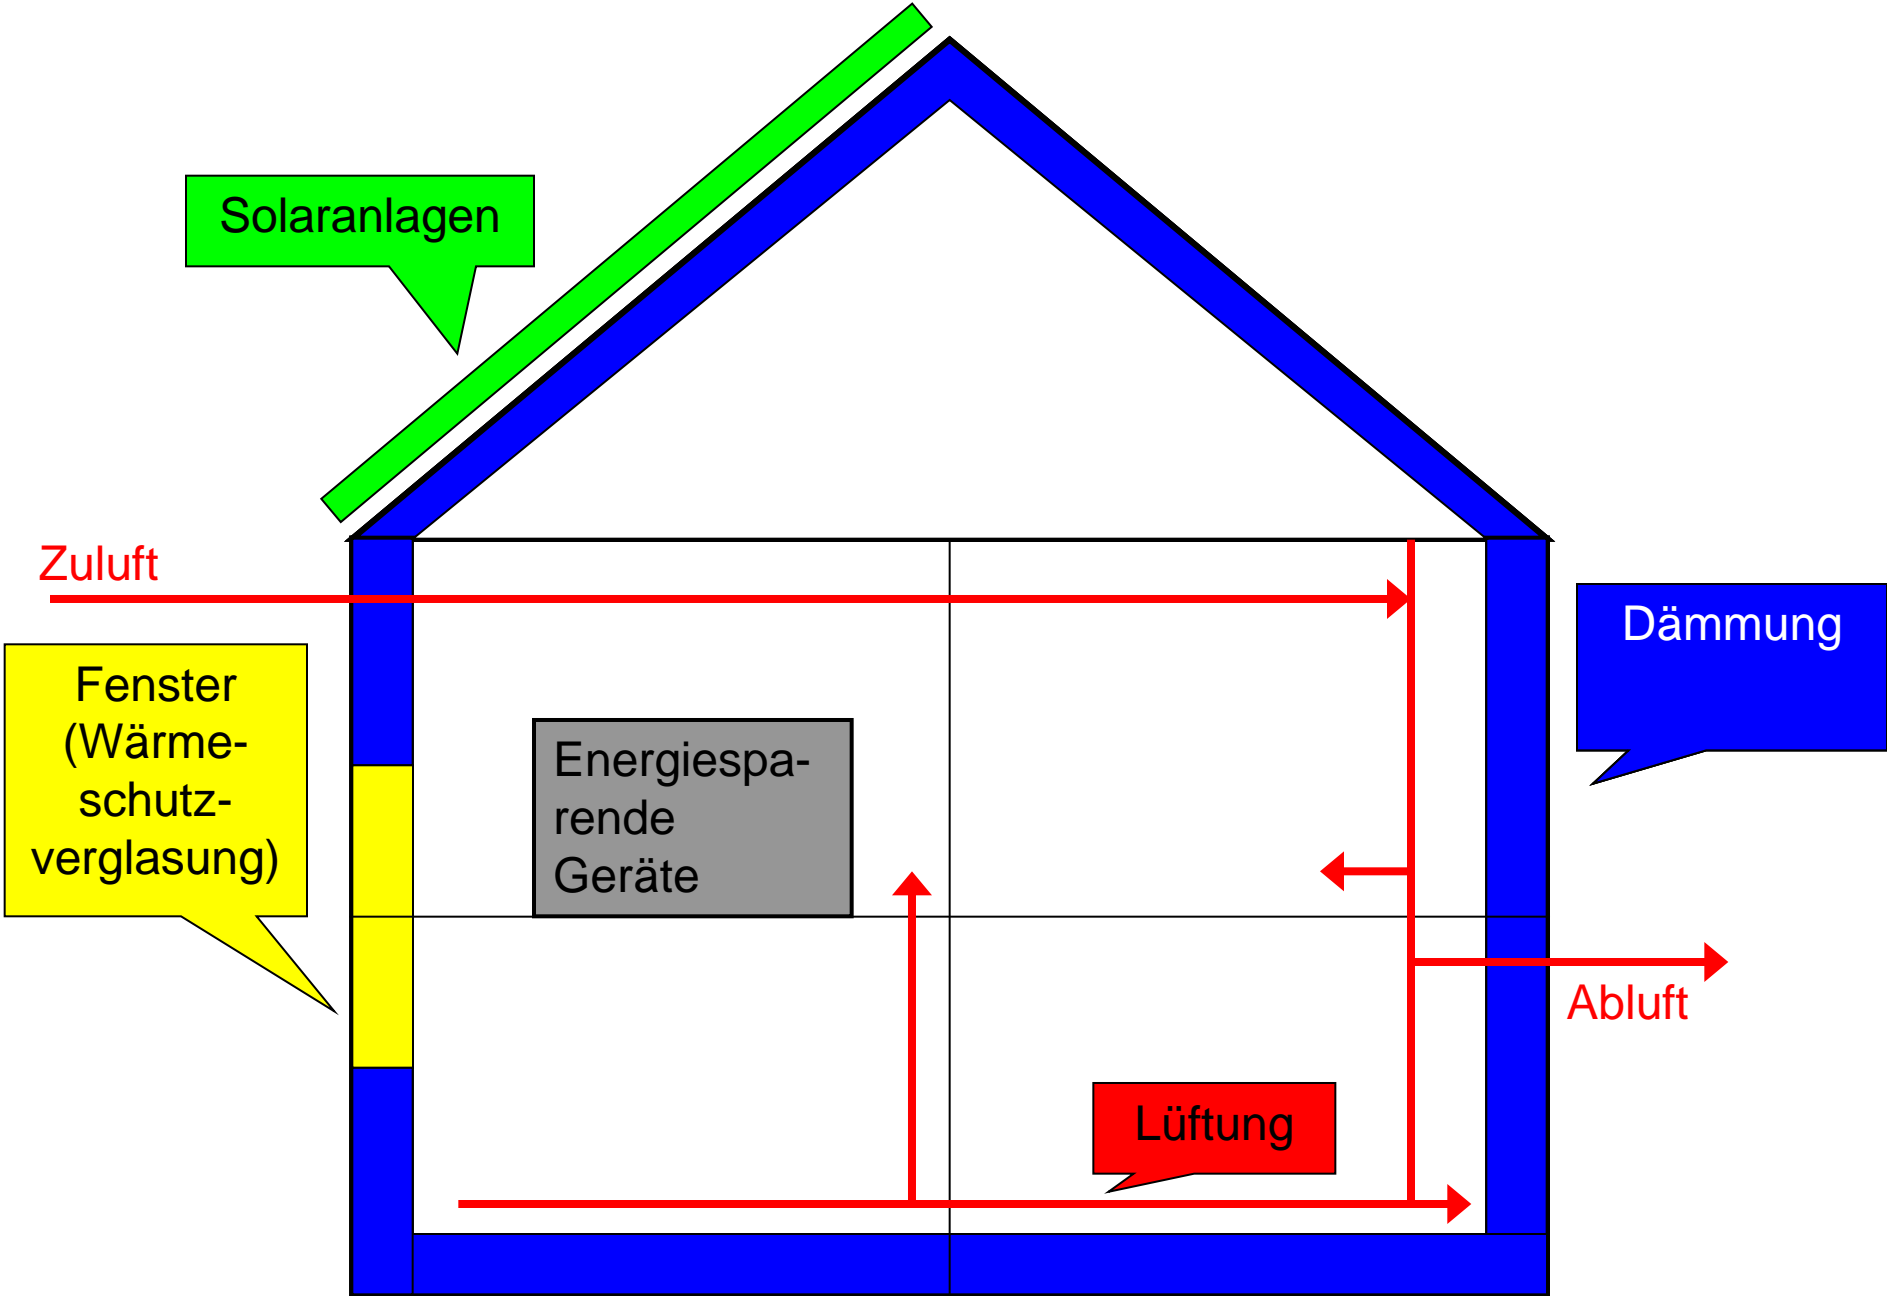 Solaranlagen
Zuluft
Dämmung
Fenster
(Wärme-
schutz-
verglasung)
Energiespa-
rende
Geräte
Abluft
Lüftung